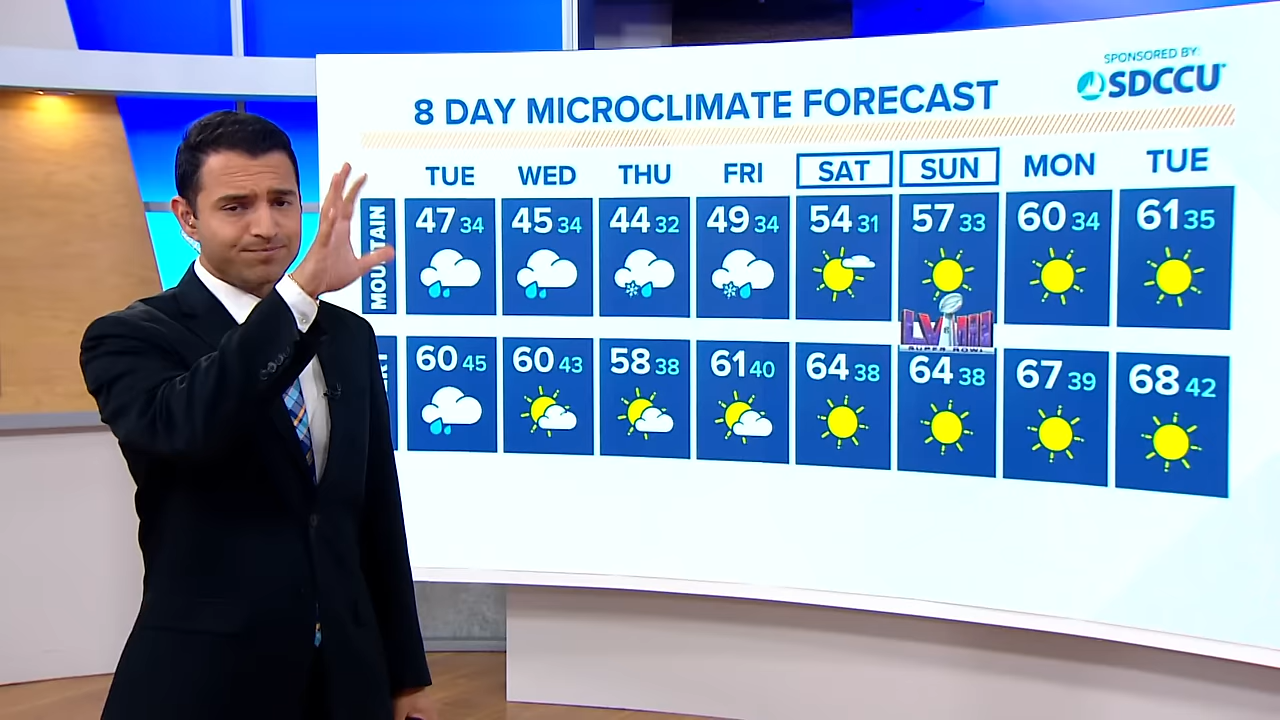 SPONSORED BY:
SDCCU
8 DAY MICROCLIMATE FORECAST
TUE WED THU FRI SAT SUN MON TUE
MOUNTAIN
47 34 45 34 44 32 49 34 54 31 57 33 60 34 61 35
LVIII
SUPER BOWL
60 45 60 43 58 38 61 40 64 38 64 38 67 39 68 42